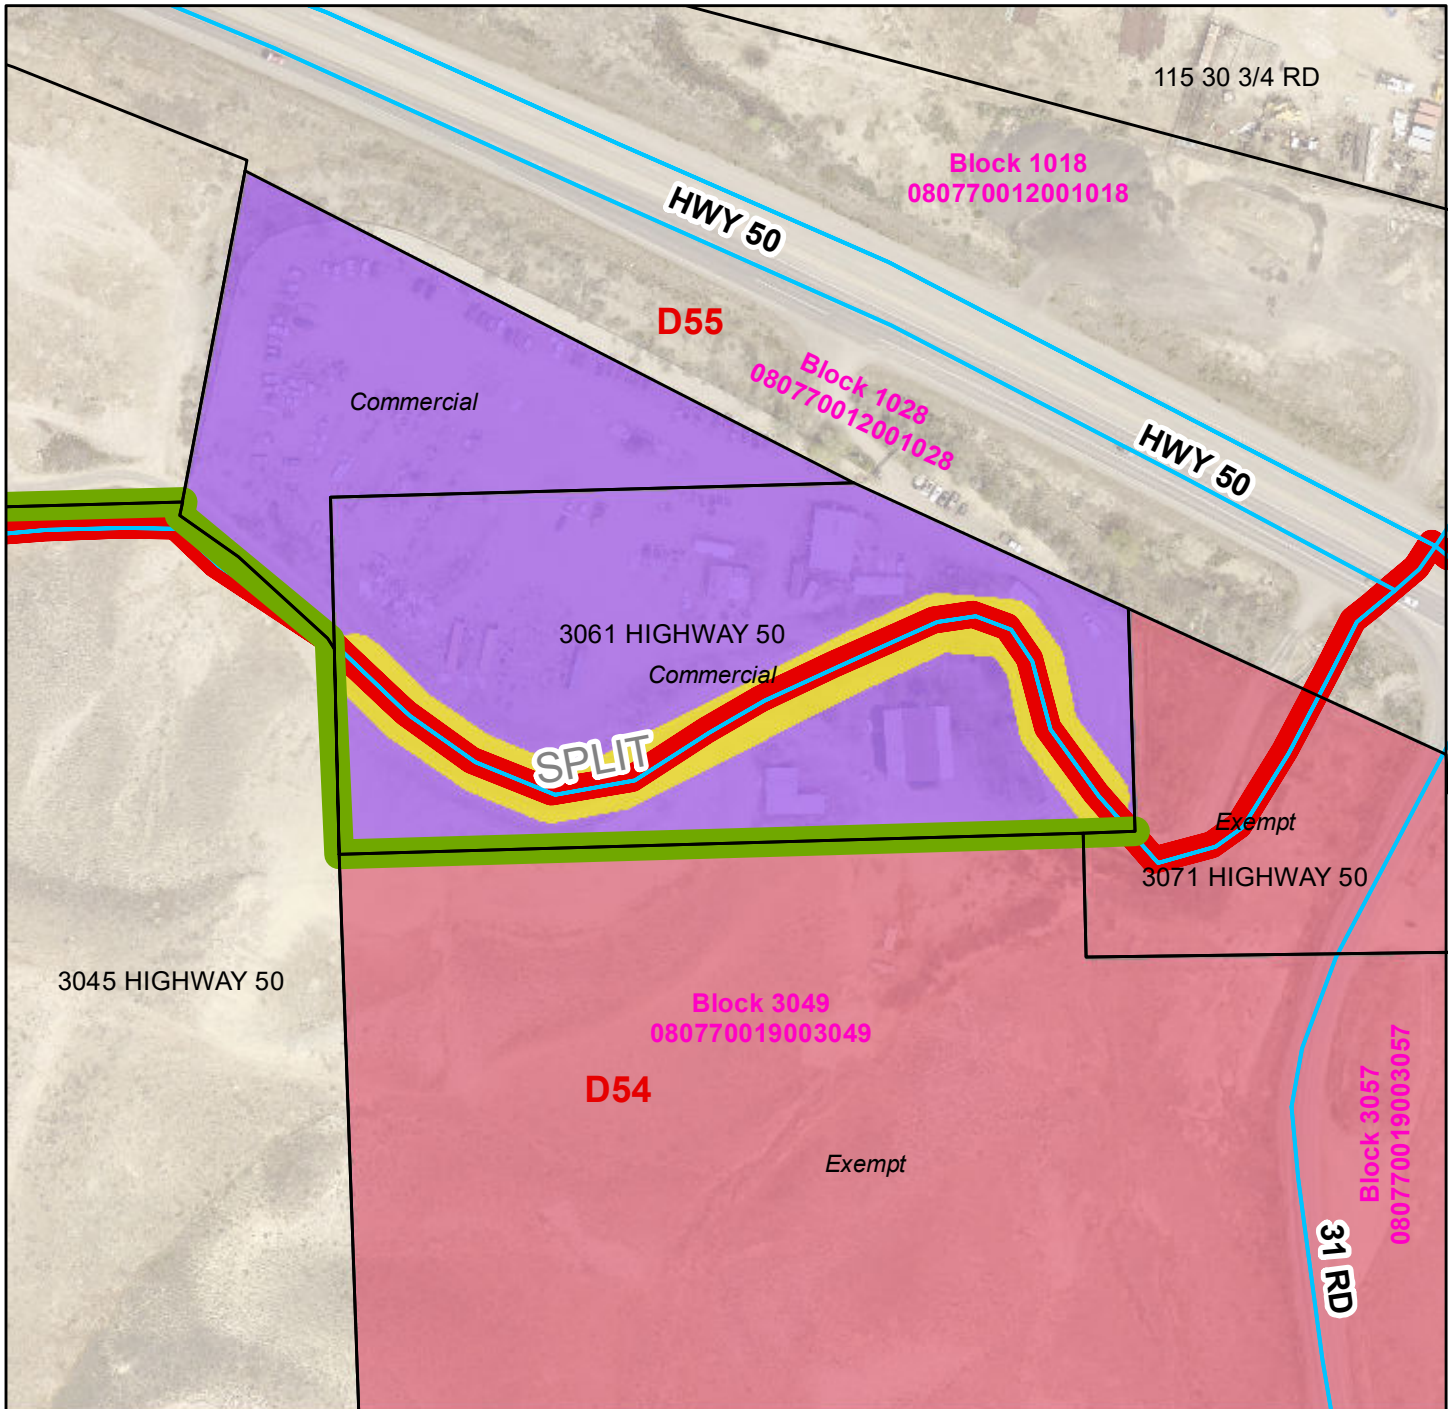 115 30 3/4 RD
Block 1018
080770012001018
HWY 50
D55
Block 1028
080770012001028
Commercial
HWY 50
3061 HIGHWAY 50
Commercial
SPLIT
Exempt
3071 HIGHWAY 50
3045 HIGHWAY 50
Block 3049
080770019003049
D54
Block 3057
080770019003057
Exempt
31 RD